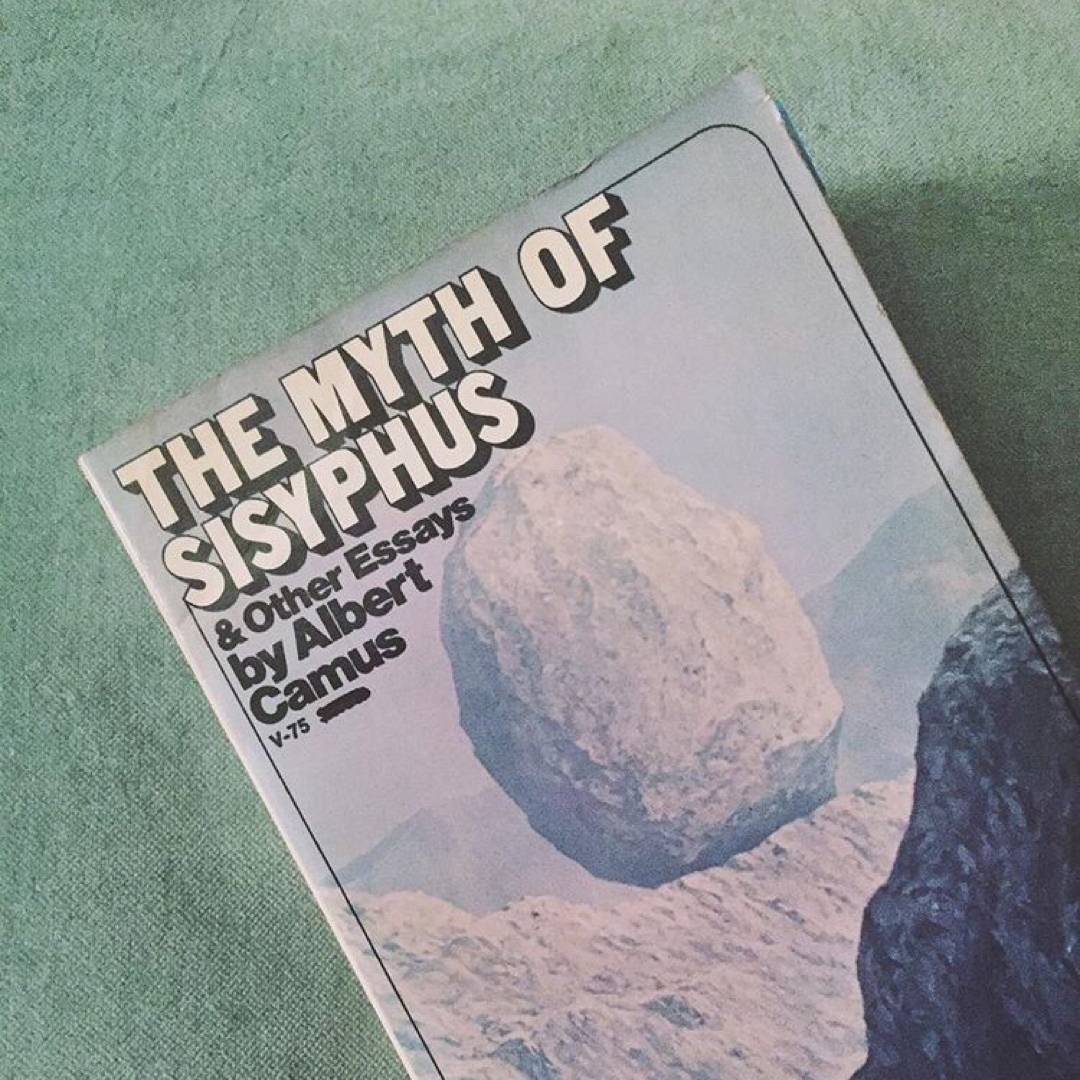 THE MYTH OF
SISYPHUS
& Other Essays
by Albert
Camus
V-75